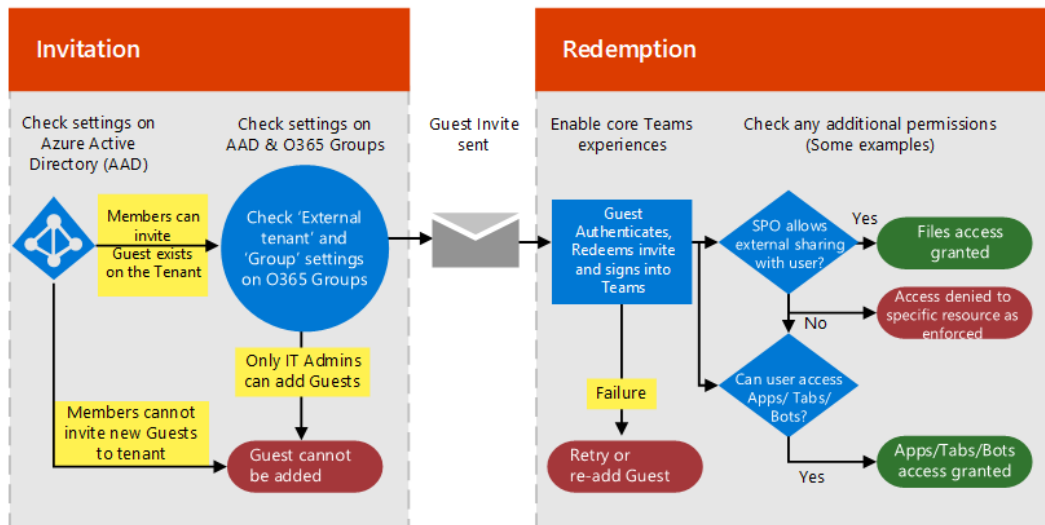 Invitation
Redemption
Check settings on
Azure Active
Directory (AAD)
Check settings on
AAD & O365 Groups
Guest Invite
sent
Enable core Teams
experiences
Check any additional permissions
(Some examples)
Members can
invite
Guest exists
on the Tenant
Check ‘External
tenant’ and
‘Group’ settings
on O365 Groups
Guest
Authenticates,
Redeems invite
and signs into
Teams
SPO allows
external sharing
with user?
Yes
Files access
granted
No
Access denied to
specific resource as
enforced
Only IT Admins
can add Guests
Members cannot
invite new Guests
to tenant
Guest cannot
be added
Failure
Retry or
re-add Guest
Can user access
Apps/ Tabs/
Bots?
Yes
Apps/Tabs/Bots
access granted